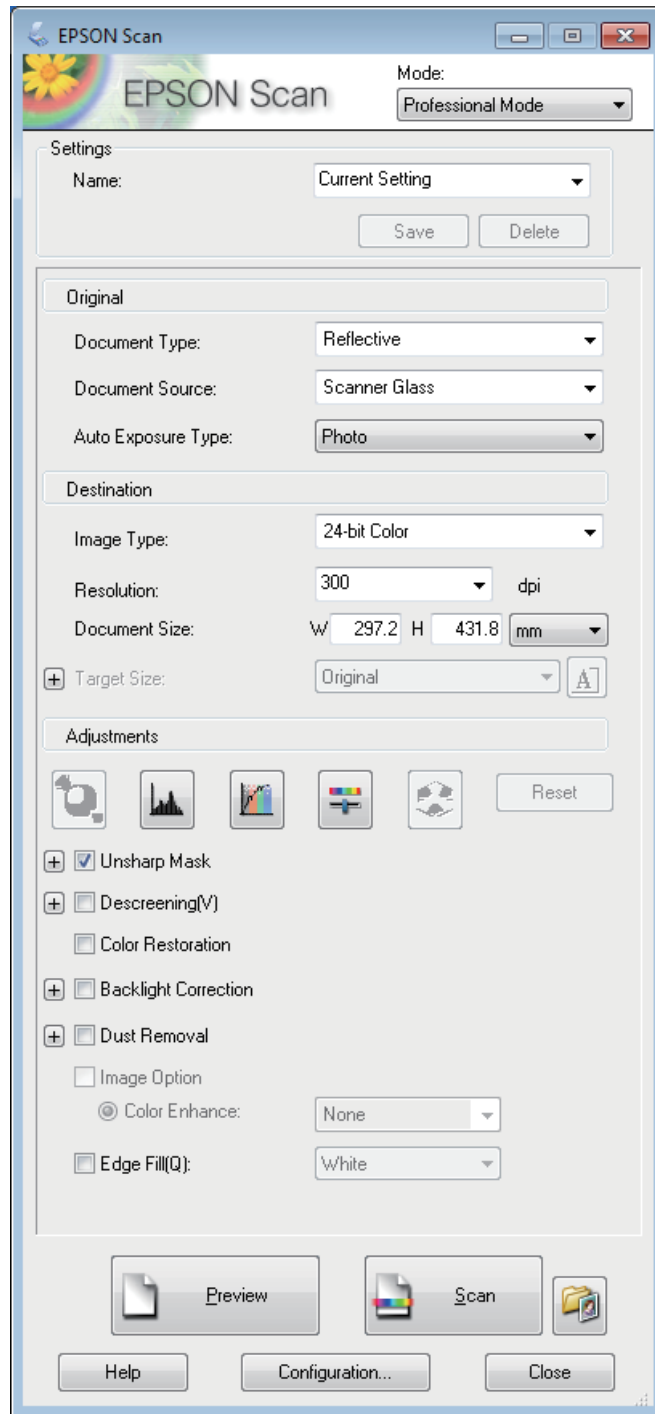 EPSON Scan
EPSON Scan
Mode:
Professional Mode
Settings
Name: Current Setting
Save Delete
Original
Document Type: Reflective
Document Source: Scanner Glass
Auto Exposure Type: Photo
Destination
Image Type: 24-bit Color
Resolution: 300 dpi
Document Size: W 297.2 H 431.8 mm
Target Size: Original A
Adjustments
Reset
Unsharp Mask
Descreening(V)
Color Restoration
Backlight Correction
Dust Removal
Image Option
Color Enhance: None
Edge Fill(Q): White
Preview Scan
Help Configuration... Close